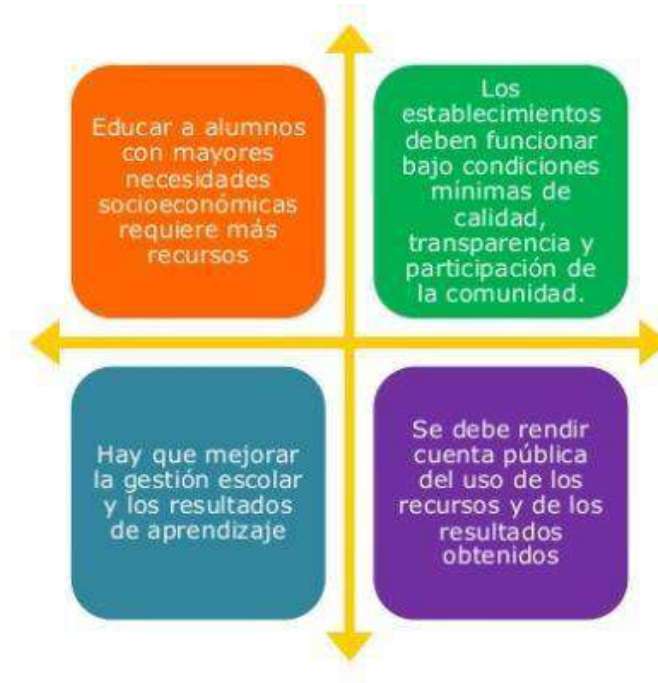 Educar a alumnos
con mayores
necesidades
socioeconómicas
requiere más
recursos
Los
establecimientos
deben funcionar
bajo condiciones
mínimas de
calidad,
transparencia y
participación de
la comunidad.
Hay que mejorar
la gestión escolar
y los resultados
de aprendizaje
Se debe rendir
cuenta pública
del uso de los
recursos y de los
resultados
obtenidos